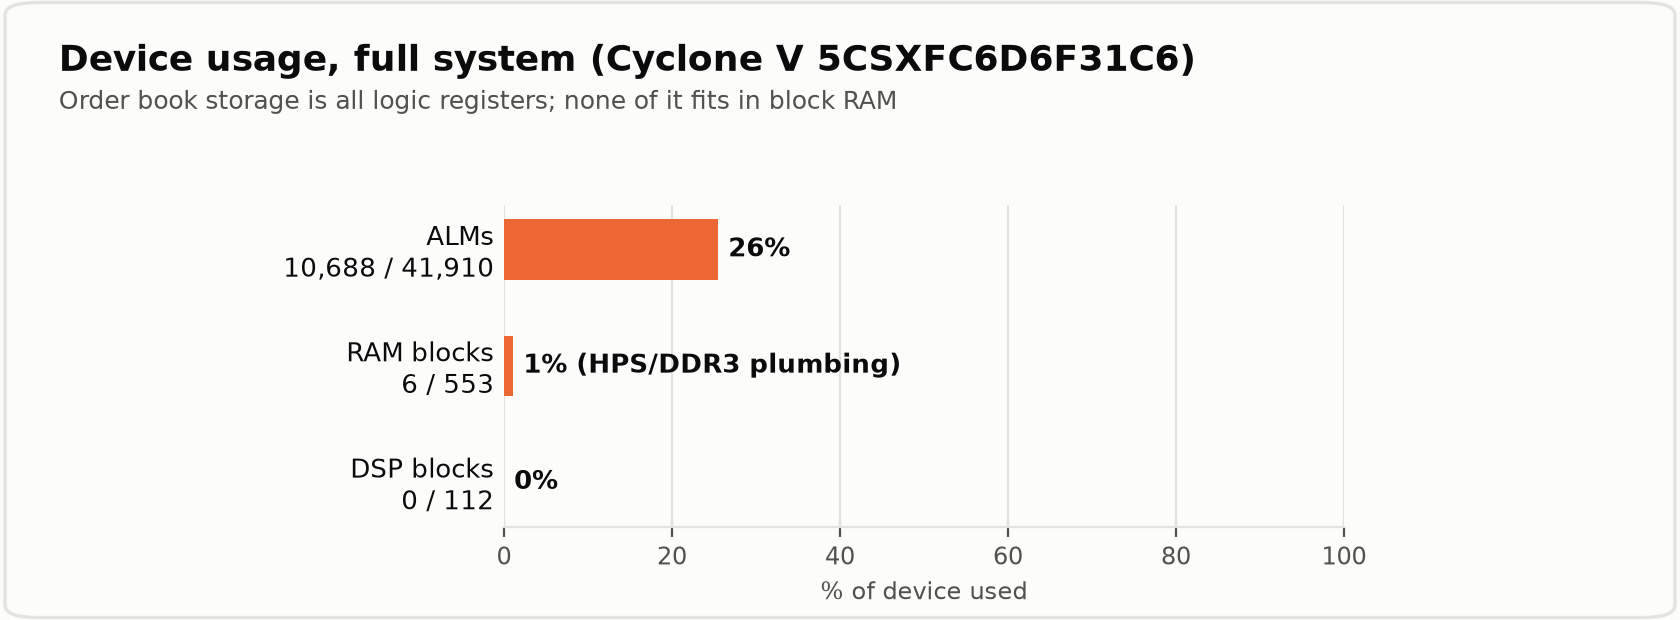 Device usage, full system (Cyclone V 5CSXFC6D6F31C6)
Order book storage is all logic registers; none of it fits in block RAM
ALMs
10,688 / 41,910
26%
RAM blocks
6 / 553
1% (HPS/DDR3 plumbing)
DSP blocks
0 / 112
0%
0 20 40 60 80 100
% of device used